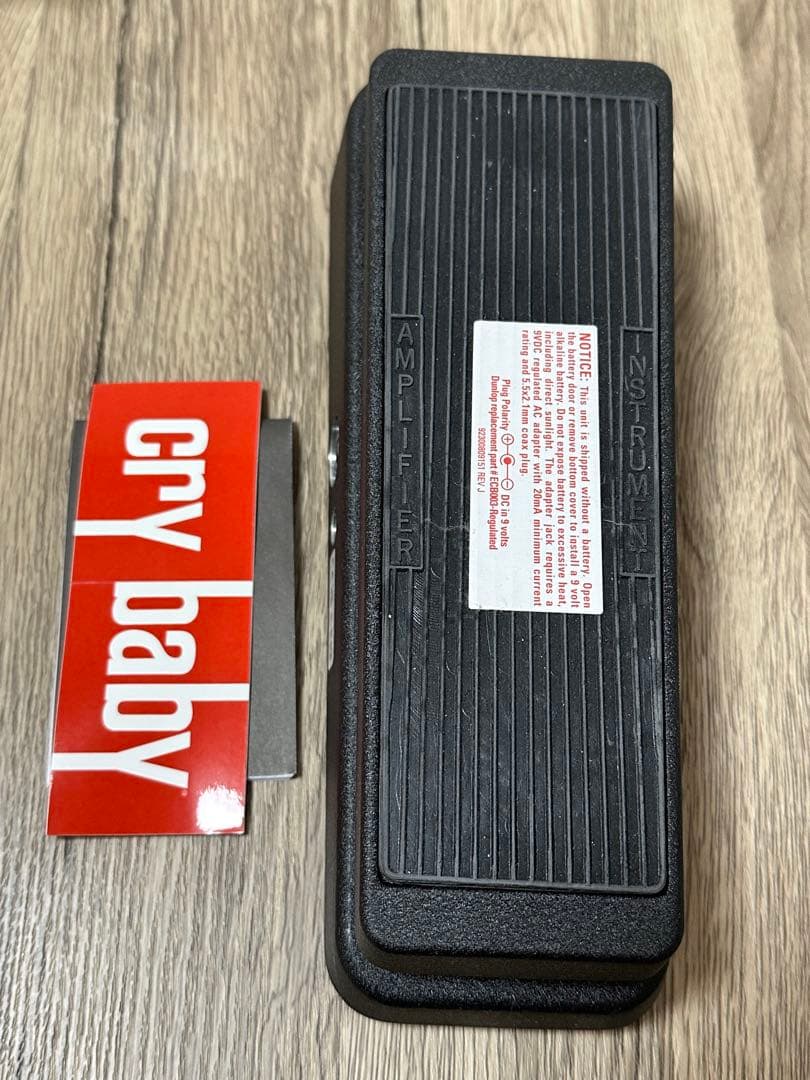 cry baby
AMPLIFIER
INSTRUMENT
NOTICE: This unit is shipped without a battery. Open
the battery door or remove bottom cover to install a 9 volt
alkaline battery. Do not expose battery to excessive heat,
including direct sunlight. The adapter jack requires a
9VDC regulated AC adapter with 20mA minimum current
rating and 5.5x2.1mm coax plug.
Plug Polarity + - DC in 9 volts
Dunlop replacement part # ECB003-Regulated
92300809151 REV J